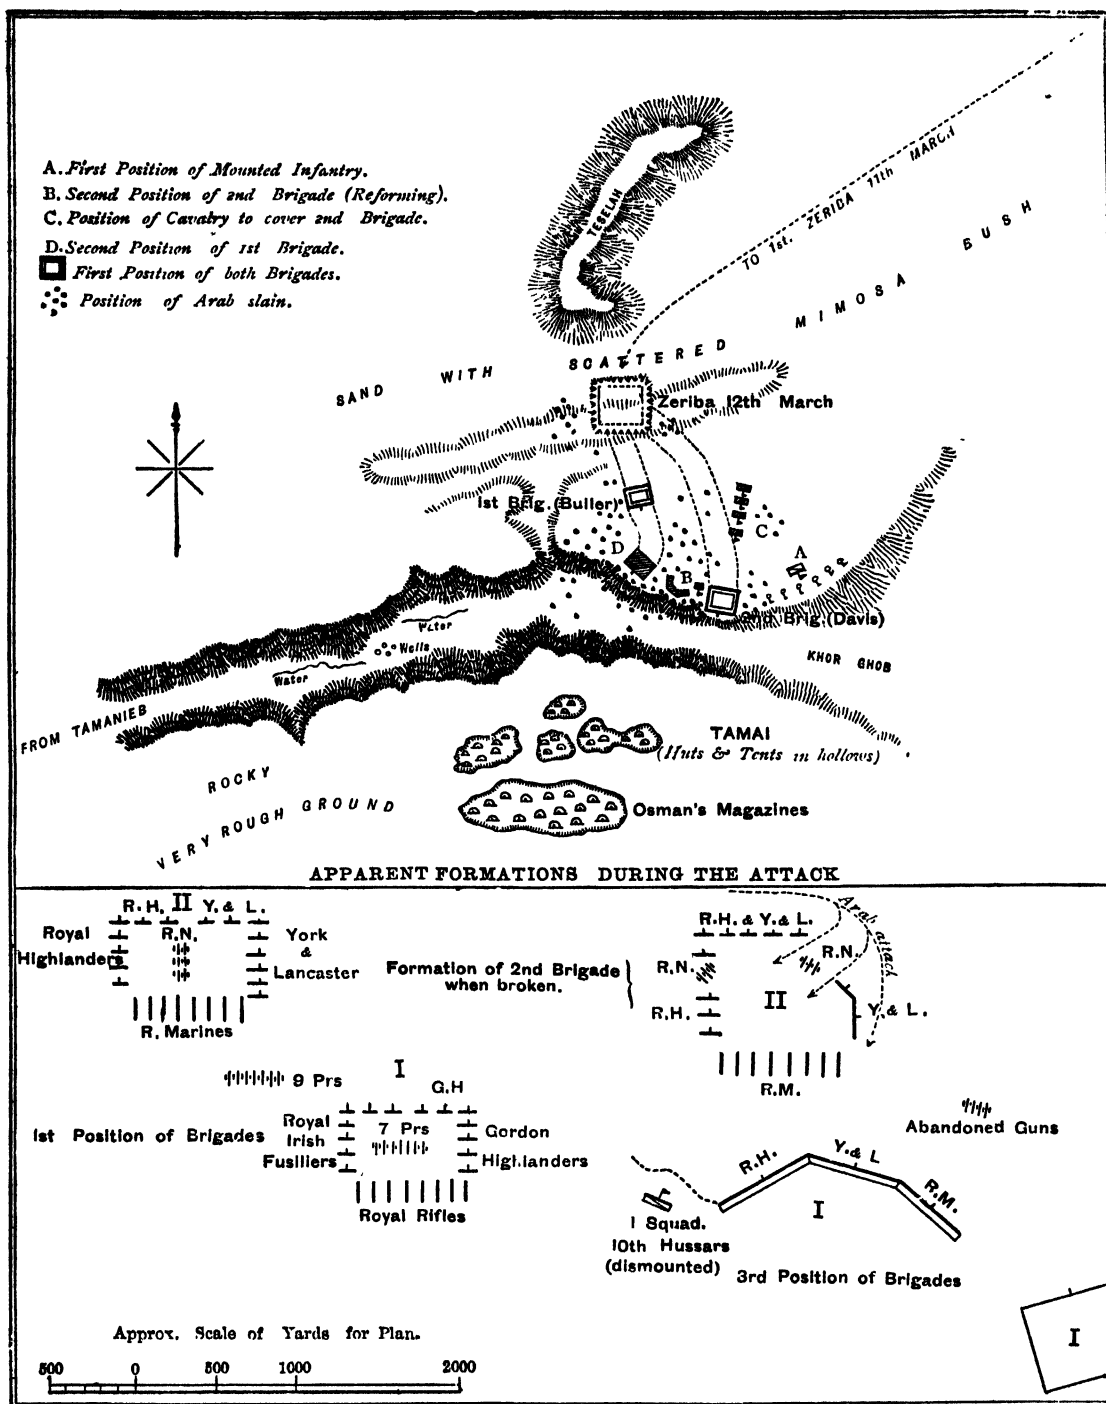 A. First Position of Mounted Infantry.
B. Second Position of 2nd Brigade (Reforming).
C. Position of Cavalry to cover 2nd Brigade.
D. Second Position of 1st Brigade.
First Position of both Brigades.
Position of Arab slain.
TESELAH
TO 1st. ZERIBA 11th MARCH
SAND WITH SCATTERED MIMOSA BUSH
Zeriba 12th March
1st Brig. (Buller)
C
D
A
B
2nd Brig. (Davis)
Water
Wells
Water
KHOR GHOB
FROM TAMANIEB
TAMAI
(Huts & Tents in hollows)
ROCKY
VERY ROUGH GROUND
Osman's Magazines
APPARENT FORMATIONS DURING THE ATTACK
R.H. II Y. & L.
R.N.
Royal
Highlanders
York
&
Lancaster
R. Marines
Arab attack
R.H. & Y. & L.
R.N.
R.N.
Formation of 2nd Brigade
when broken.
R.H.
II
Y. & L.
R.M.
9 Prs
I
G.H
1st Position of Brigades
Royal
Irish
Fusiliers
7 Prs
Gordon
Highlanders
Royal Rifles
Abandoned Guns
R.H.
Y. & L
R.M.
I
1 Squad.
10th Hussars
(dismounted)
3rd Position of Brigades
I
Approx. Scale of Yards for Plan.
500 0 500 1000 2000